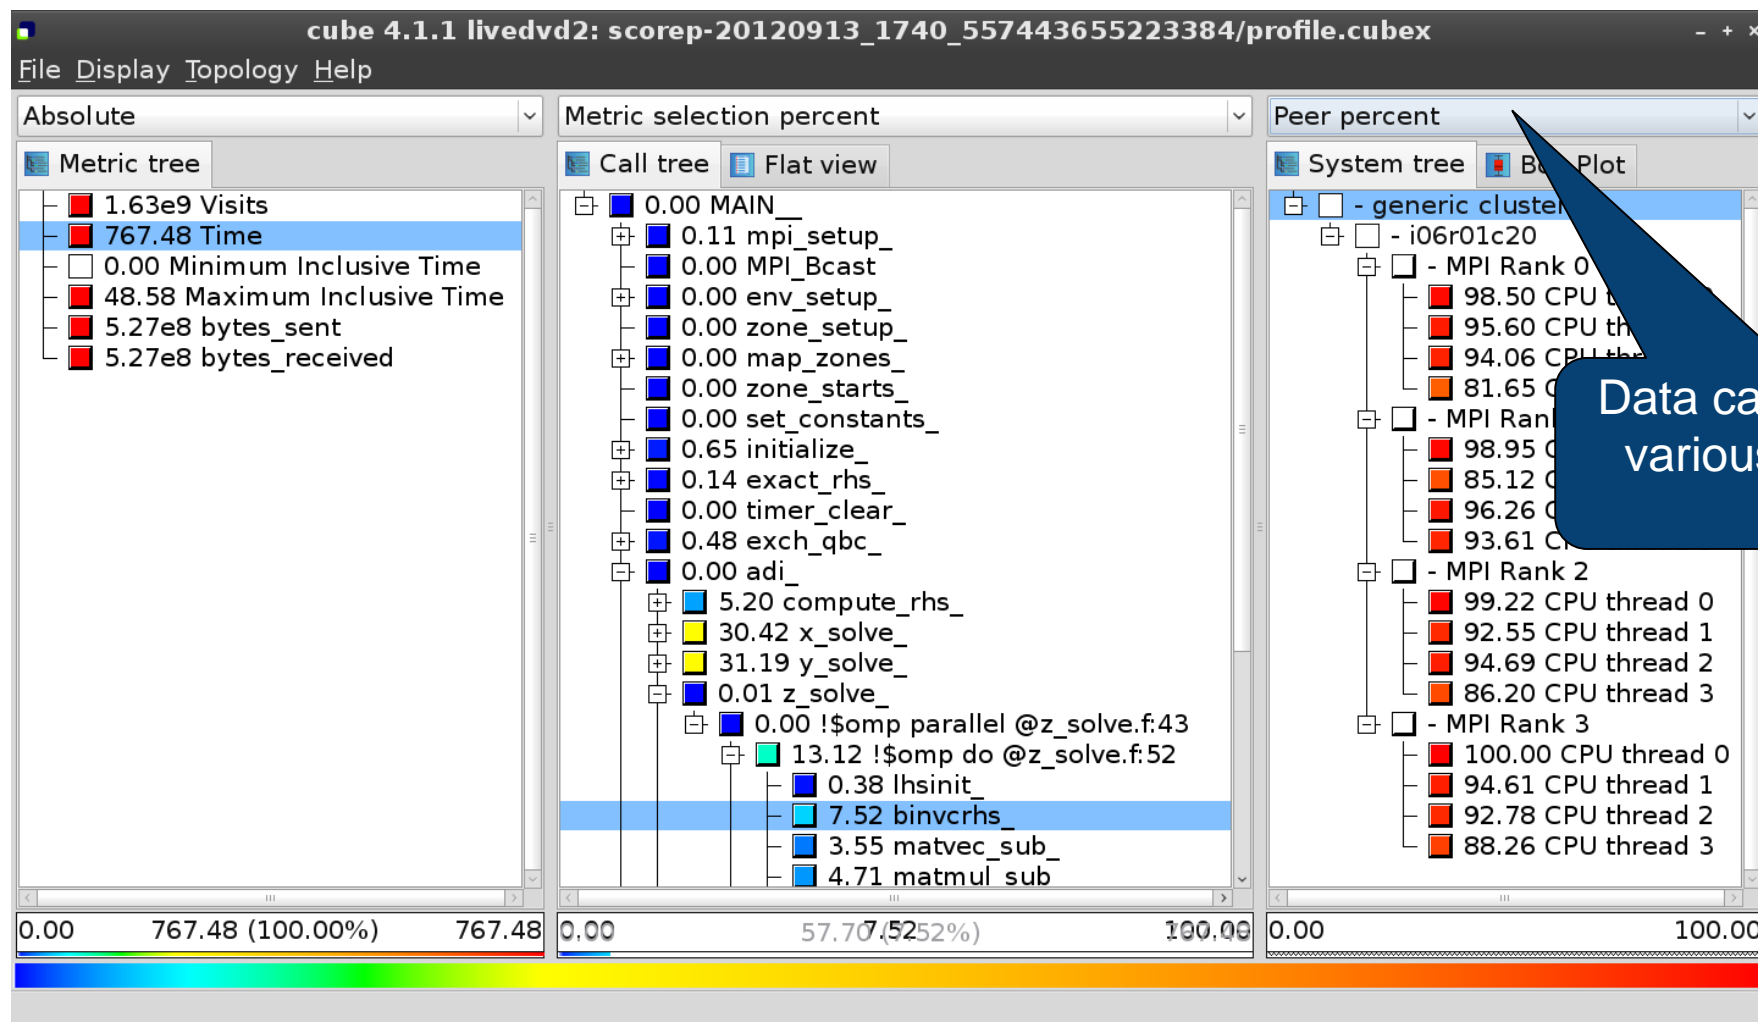 cube 4.1.1 livedvd2: scorep-20120913_1740_557443655223384/profile.cubex
File Display Topology Help
Absolute
Metric tree
1.63e9 Visits
767.48 Time
0.00 Minimum Inclusive Time
48.58 Maximum Inclusive Time
5.27e8 bytes_sent
5.27e8 bytes_received
0.00 767.48 (100.00%) 767.48
Metric selection percent
Call tree Flat view
0.00 MAIN__
0.11 mpi_setup_
0.00 MPI_Bcast
0.00 env_setup_
0.00 zone_setup_
0.00 map_zones_
0.00 zone_starts_
0.00 set_constants_
0.65 initialize_
0.14 exact_rhs_
0.00 timer_clear_
0.48 exch_qbc_
0.00 adi_
5.20 compute_rhs_
30.42 x_solve_
31.19 y_solve_
0.01 z_solve_
0.00 !$omp parallel @z_solve.f:43
13.12 !$omp do @z_solve.f:52
0.38 lhsinit_
7.52 binvcrhs_
3.55 matvec_sub_
4.71 matmul_sub
0.00 7.52 100.00
Peer percent
System tree Plot
- generic cluster
- i06r01c20
- MPI Rank 0
98.50 CPU
95.60 CPU
94.06 CPU
81.65
- MPI Rank
98.95
85.12
96.26
93.61
- MPI Rank 2
99.22 CPU thread 0
92.55 CPU thread 1
94.69 CPU thread 2
86.20 CPU thread 3
- MPI Rank 3
100.00 CPU thread 0
94.61 CPU thread 1
92.78 CPU thread 2
88.26 CPU thread 3
0.00 100.00
Data ca
various